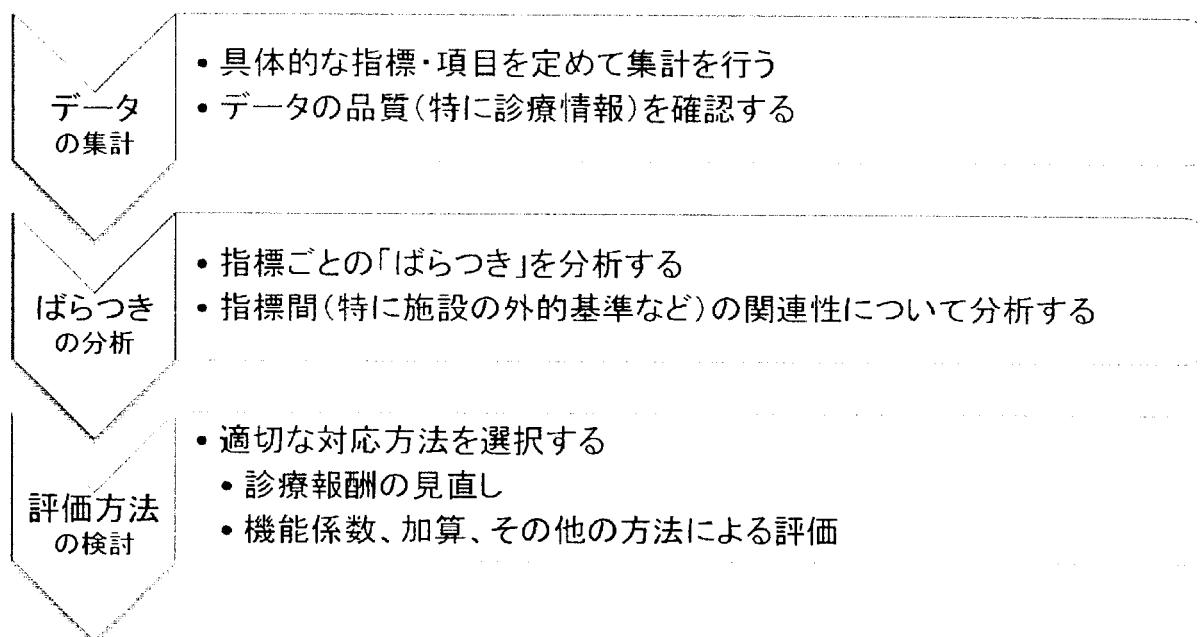 データ
の集計
• 具体的な指標・項目を定めて集計を行う
• データの品質(特に診療情報)を確認する
ばらつき
の分析
• 指標ごとの「ばらつき」を分析する
• 指標間(特に施設の外的基準など)の関連性について分析する
評価方法
の検討
• 適切な対応方法を選択する
• 診療報酬の見直し
• 機能係数、加算、その他の方法による評価